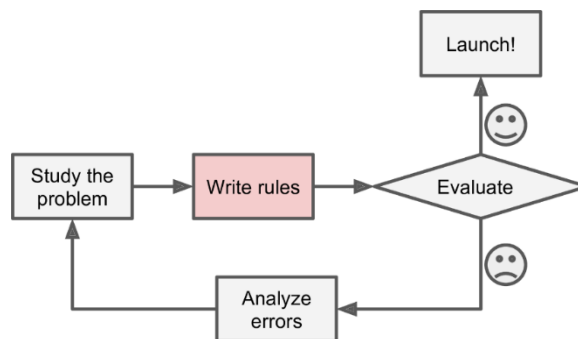 Launch!
Study the
problem
Write rules
Evaluate
Analyze
errors